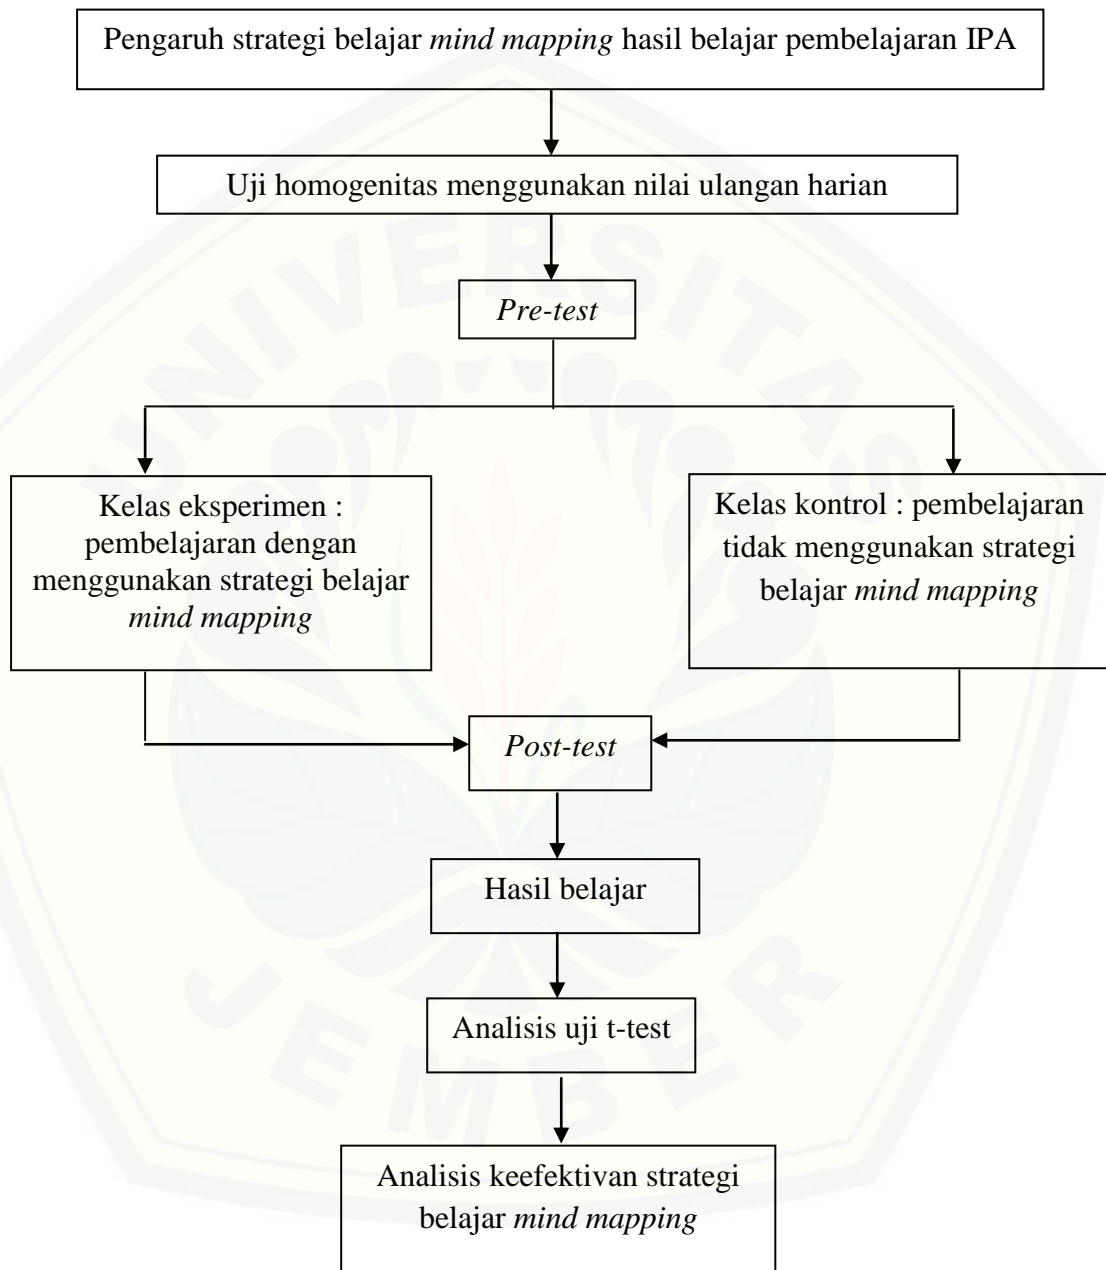 Pengaruh strategi belajar mind mapping hasil belajar pembelajaran IPA
Uji homogenitas menggunakan nilai ulangan harian
Pre-test
Kelas eksperimen :
pembelajaran dengan
menggunakan strategi belajar
mind mapping
Kelas kontrol : pembelajaran
tidak menggunakan strategi
belajar mind mapping
Post-test
Hasil belajar
Analisis uji t-test
Analisis keefektivan strategi
belajar mind mapping
UNIVERSITAS
JEMBER